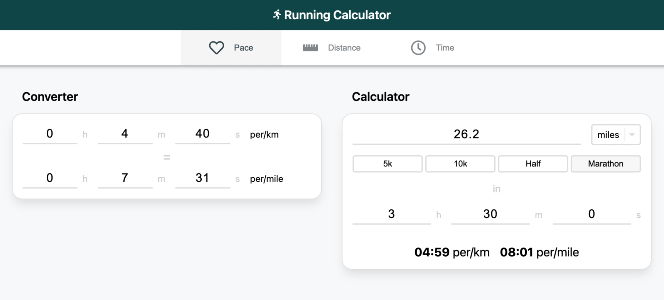 Running Calculator
Pace Distance Time
Converter
0 h 4 m 40 s per/km
=
0 h 7 m 31 s per/mile
Calculator
26.2 miles
5k 10k Half Marathon
in
3 h 30 m 0 s
04:59 per/km 08:01 per/mile